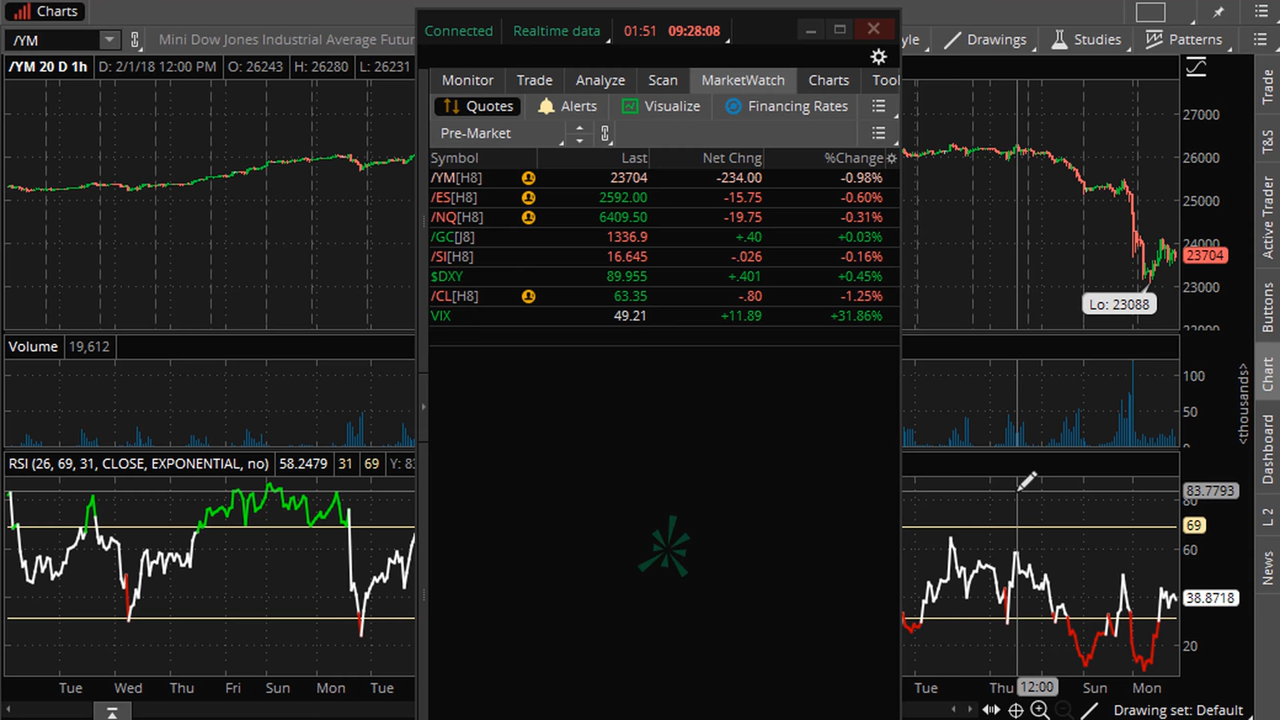 Charts
Connected Realtime data 01:51 09:28:08
/YM Mini Dow Jones Industrial Average Futur
yle Drawings Studies Patterns
/YM 20 D 1h D: 2/1/18 12:00 PM O: 26243 H: 26280 L: 26231
Monitor Trade Analyze Scan MarketWatch Charts Tool
Quotes Alerts Visualize Financing Rates
Pre-Market
Symbol Last Net Chng %Change
/YM[H8] 23704 -234.00 -0.98%
/ES[H8] 2592.00 -15.75 -0.60%
/NQ[H8] 6409.50 -19.75 -0.31%
/GC[J8] 1336.9 +.40 +0.03%
/SI[H8] 16.645 -.026 -0.16%
$DXY 89.955 +.401 +0.45%
/CL[H8] 63.35 -.80 -1.25%
VIX 49.21 +11.89 +31.86%
27000
26000
25000
24000
23704
23000
Lo: 23088
22000
Volume 19,612
100
50
<thousands>
RSI (26, 69, 31, CLOSE, EXPONENTIAL, no) 58.2479 31 69 Y: 83
83.7793
80
69
60
38.8718
20
Tue Wed Thu Fri Sun Mon Tue
Tue Thu 12:00 Sun Mon
Drawing set: Default
Trade
T&S
Active Trader
Buttons
Chart
Dashboard
L 2
News